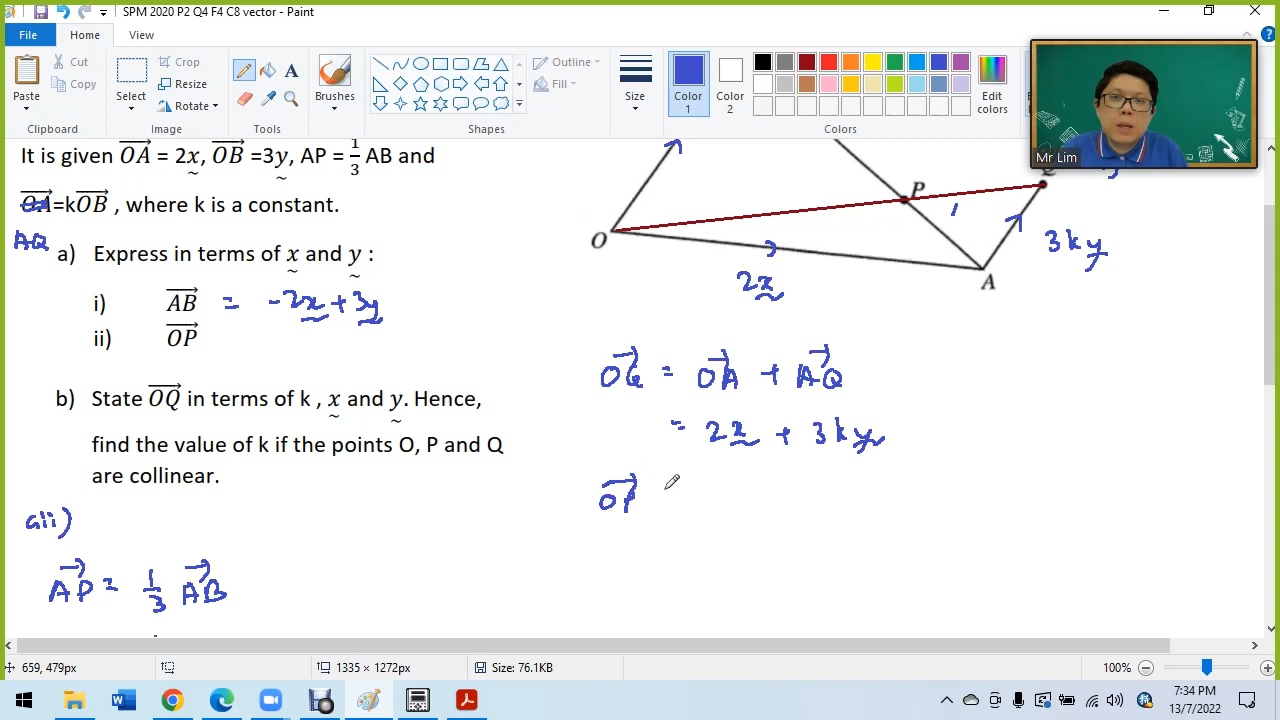 SPM 2020 P2 Q4 F4 C8 vector - Paint
File Home View
Paste Cut Copy Clipboard
Select Crop Resize Rotate Image
A Tools
Brushes
Outline Fill Shapes
Size
Color 1
Color 2
Edit colors
Colors
Mr Lim
It is given OA = 2x, OB =3y, AP = 1/3 AB and
OA=kOB , where k is a constant.
AQ
a) Express in terms of x and y :
i) AB = -2x + 3y
ii) OP
b) State OQ in terms of k , x and y. Hence,
find the value of k if the points O, P and Q
are collinear.
aii)
AP = 1/3 AB
O
P
A
2x
3ky
OQ = OA + AQ
= 2x + 3ky
OP
659, 479px
1335 × 1272px
Size: 76.1KB
100%
7:34 PM
13/7/2022